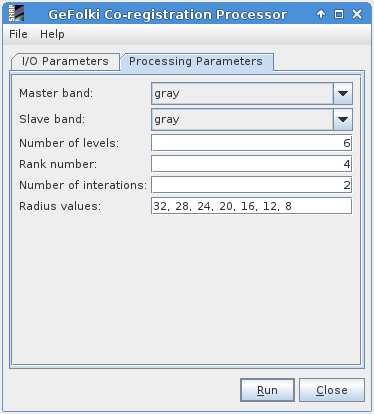 SNAP
GeFolki Co-registration Processor
File Help
I/O Parameters Processing Parameters
Master band: gray
Slave band: gray
Number of levels: 6
Rank number: 4
Number of interations: 2
Radius values: 32, 28, 24, 20, 16, 12, 8
Run Close